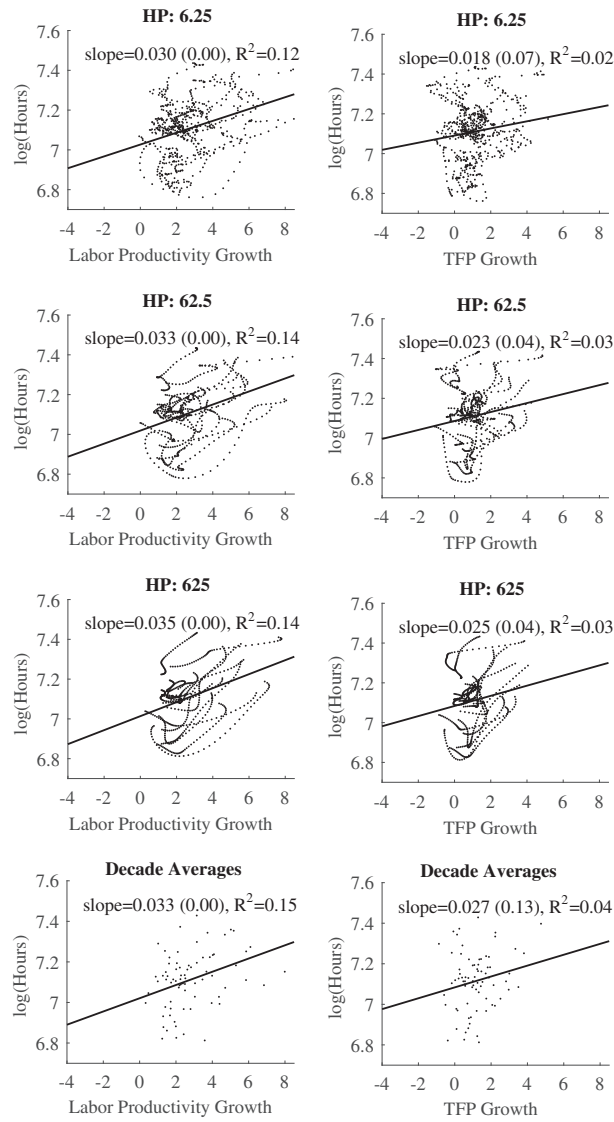 HP: 6.25
slope=0.030 (0.00), R²=0.12
log(Hours)
7.6
7.4
7.2
7
6.8
-4 -2 0 2 4 6 8
Labor Productivity Growth
HP: 6.25
slope=0.018 (0.07), R²=0.02
log(Hours)
7.6
7.4
7.2
7
6.8
-4 -2 0 2 4 6 8
TFP Growth
HP: 62.5
slope=0.033 (0.00), R²=0.14
log(Hours)
7.6
7.4
7.2
7
6.8
-4 -2 0 2 4 6 8
Labor Productivity Growth
HP: 62.5
slope=0.023 (0.04), R²=0.03
log(Hours)
7.6
7.4
7.2
7
6.8
-4 -2 0 2 4 6 8
TFP Growth
HP: 625
slope=0.035 (0.00), R²=0.14
log(Hours)
7.6
7.4
7.2
7
6.8
-4 -2 0 2 4 6 8
Labor Productivity Growth
HP: 625
slope=0.025 (0.04), R²=0.03
log(Hours)
7.6
7.4
7.2
7
6.8
-4 -2 0 2 4 6 8
TFP Growth
Decade Averages
slope=0.033 (0.00), R²=0.15
log(Hours)
7.6
7.4
7.2
7
6.8
-4 -2 0 2 4 6 8
Labor Productivity Growth
Decade Averages
slope=0.027 (0.13), R²=0.04
log(Hours)
7.6
7.4
7.2
7
6.8
-4 -2 0 2 4 6 8
TFP Growth